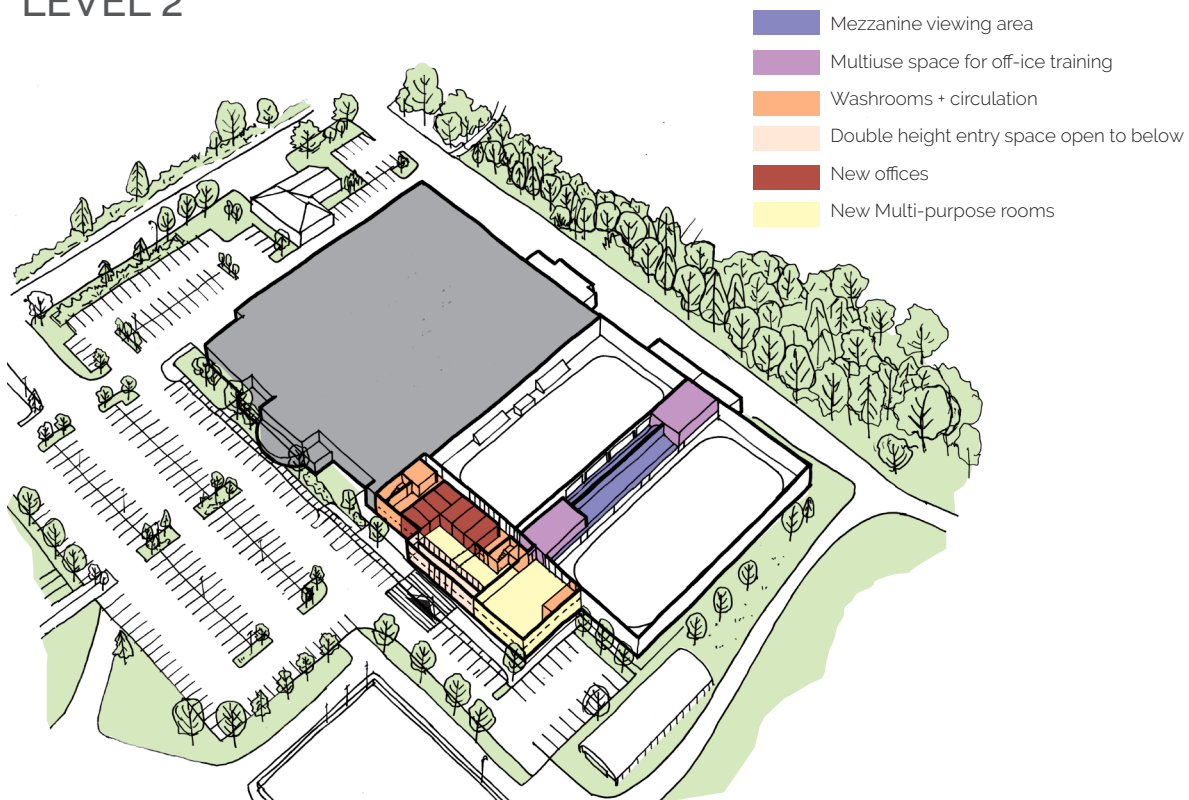 LEVEL 2
Mezzanine viewing area
Multiuse space for off-ice training
Washrooms + circulation
Double height entry space open to below
New offices
New Multi-purpose rooms